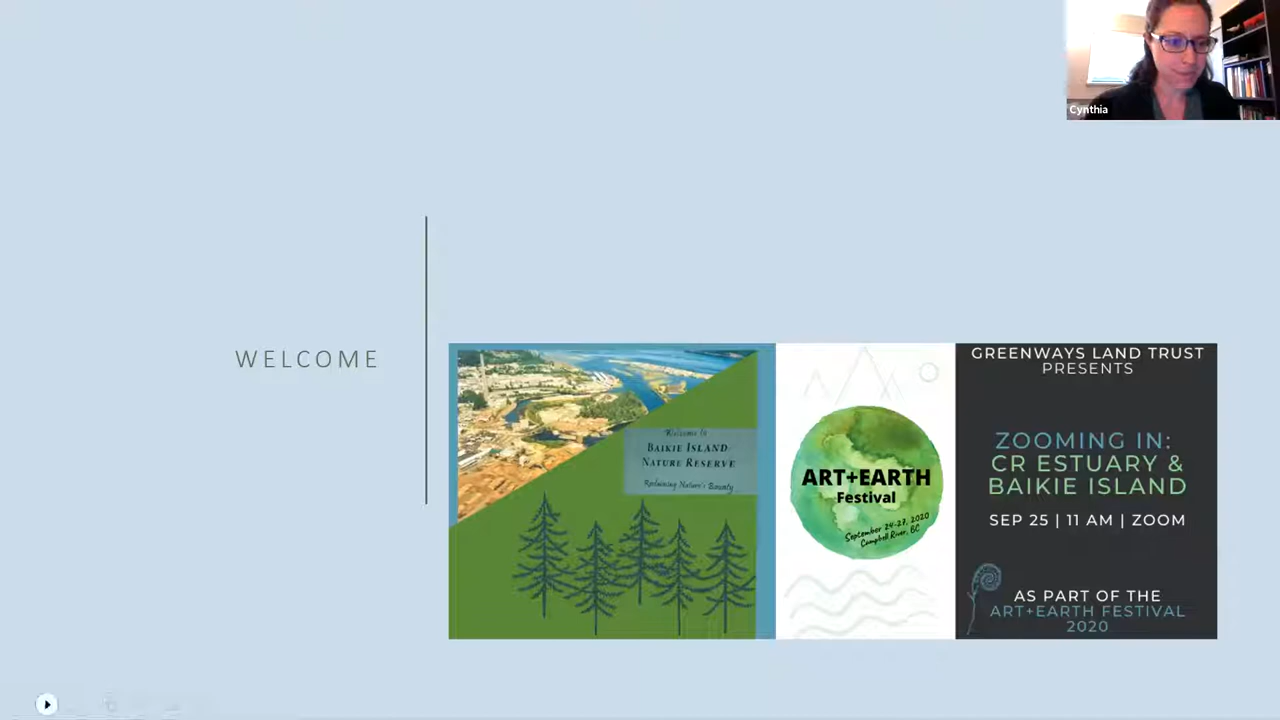 Cynthia
WELCOME
Welcome to
BAIKIE ISLAND
NATURE RESERVE
Reclaiming Nature's Bounty
ART+EARTH
Festival
September 24-27, 2020
Campbell River, BC
GREENWAYS LAND TRUST
PRESENTS
ZOOMING IN:
CR ESTUARY &
BAIKIE ISLAND
SEP 25 | 11 AM | ZOOM
AS PART OF THE
ART+EARTH FESTIVAL
2020